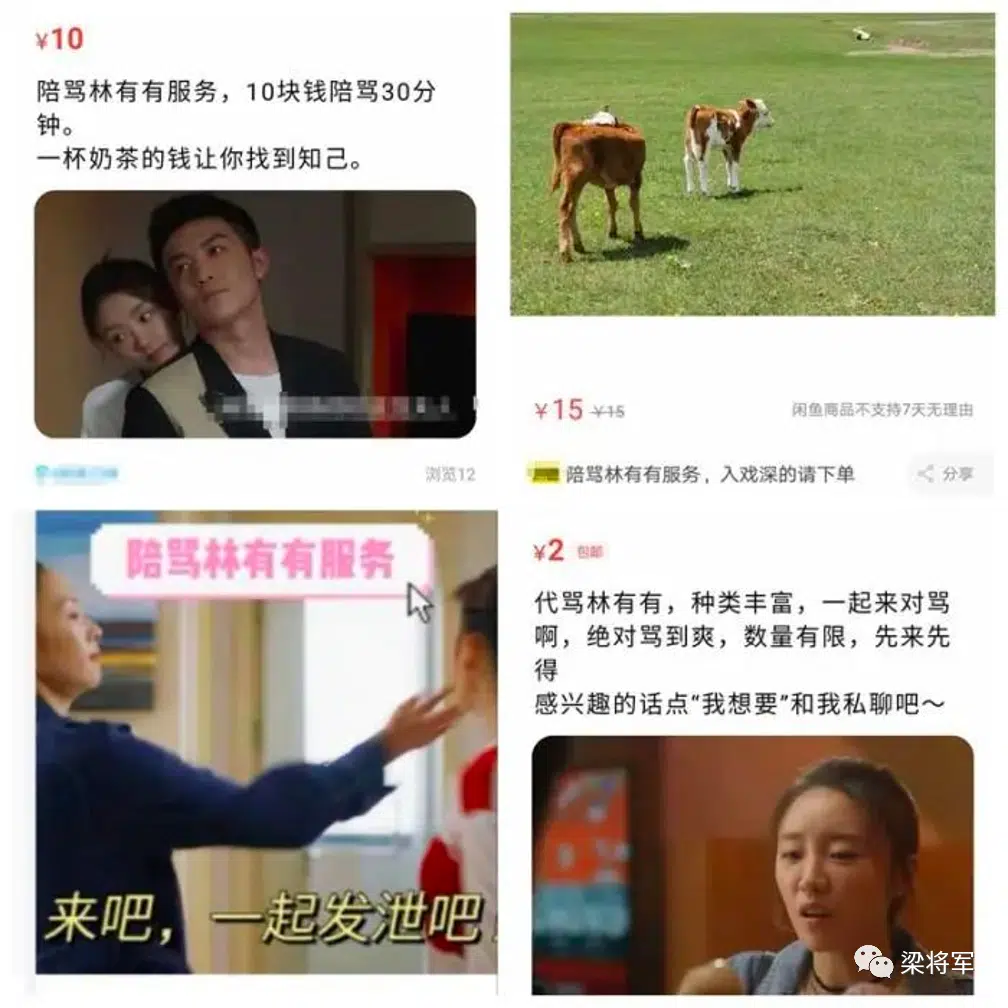 ¥10
陪骂林有有服务，10块钱陪骂30分
钟。
一杯奶茶的钱让你找到知己。
浏览12
¥15 ¥15
闲鱼商品不支持7天无理由
陪骂林有有服务，入戏深的请下单
分享
陪骂林有有服务
来吧，一起发泄吧
¥2 包邮
代骂林有有，种类丰富，一起来对骂
啊，绝对骂到爽，数量有限，先来先
得
感兴趣的话点“我想要”和我私聊吧～
梁将军